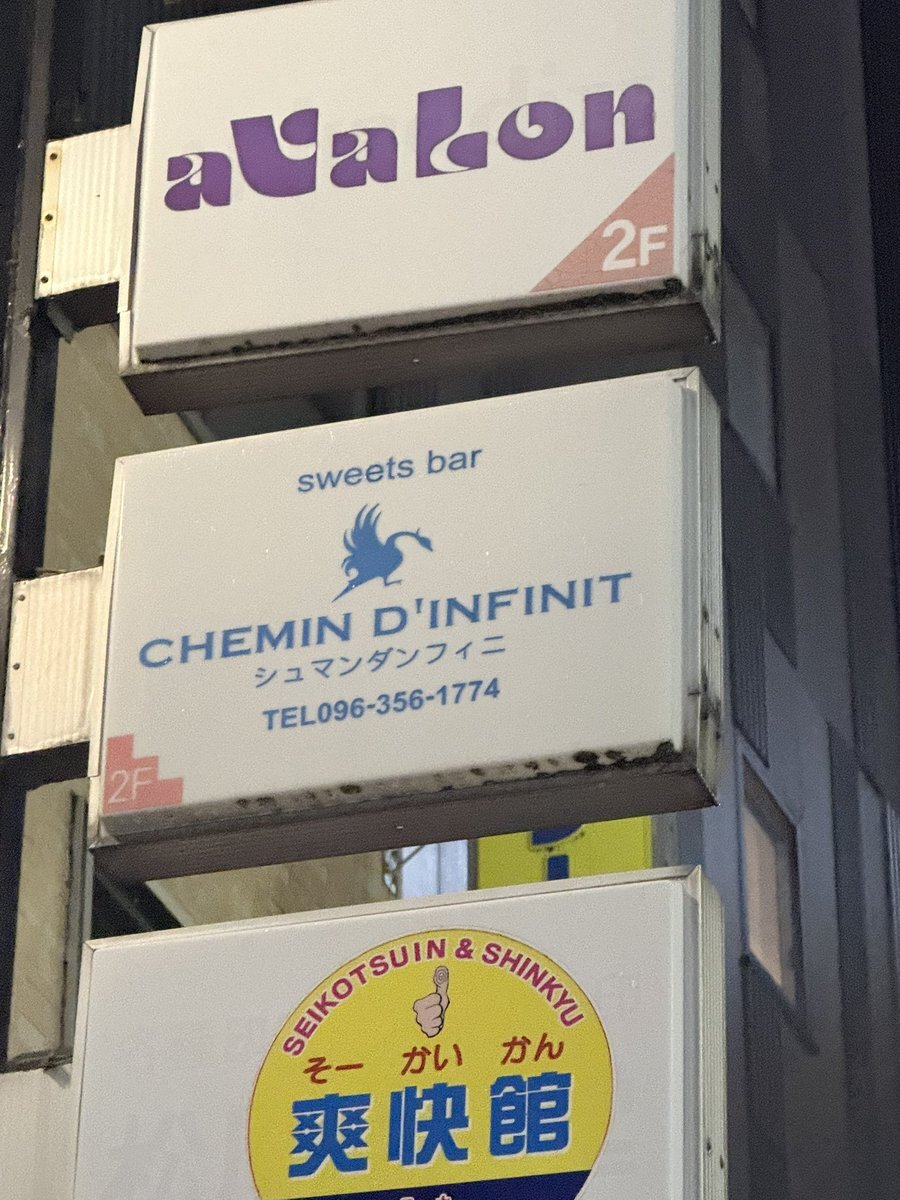 avalon
2F
sweets bar
CHEMIN D'INFINIT
シュマンダンフィニ
TEL096-356-1774
2F
SEIKOTSUIN & SHINKYU
そー かい かん
爽快館